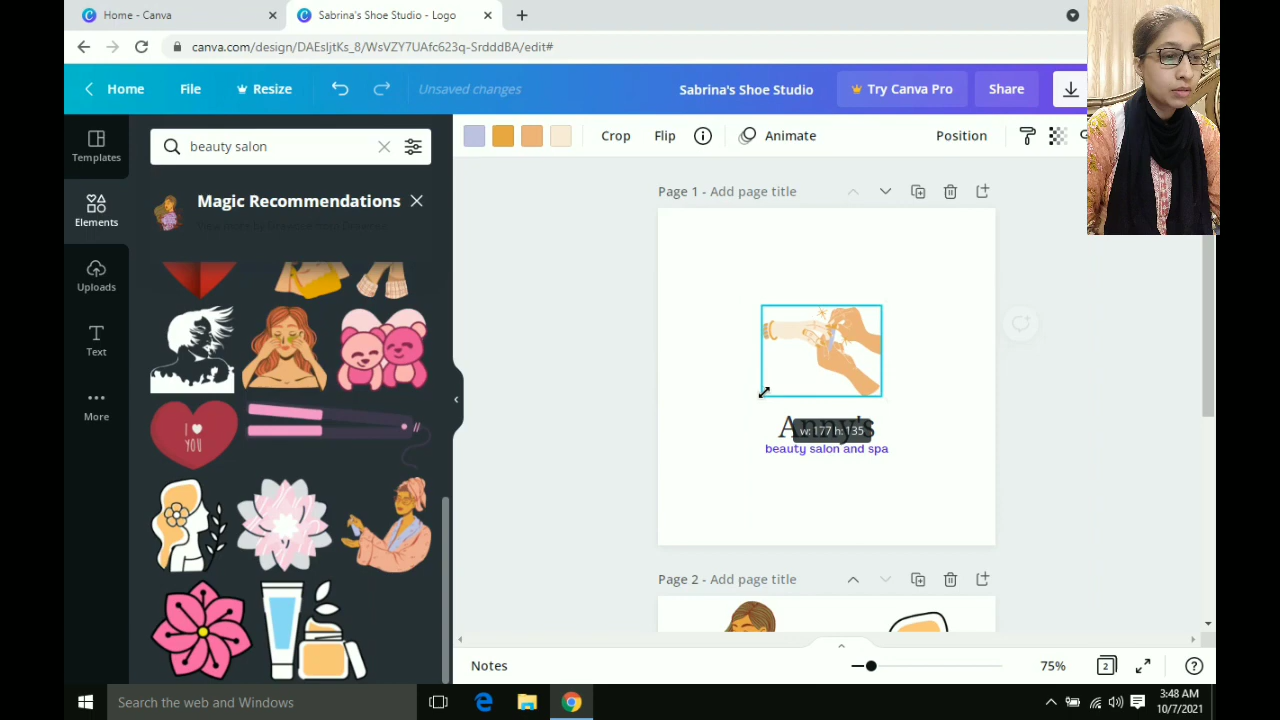 Home - Canva
Sabrina's Shoe Studio - Logo
canva.com/design/DAEsljtKs_8/WsVZY7UAfc623q-SrdddBA/edit#
Home
File
Resize
Unsaved changes
Sabrina's Shoe Studio
Try Canva Pro
Share
Templates
Elements
Uploads
Text
More
beauty salon
Magic Recommendations
I
YOU
Crop
Flip
Animate
Position
Page 1 - Add page title
Anny's
w: 177 h: 135
beauty salon and spa
Page 2 - Add page title
Notes
75%
2
Search the web and Windows
3:48 AM
10/7/2021